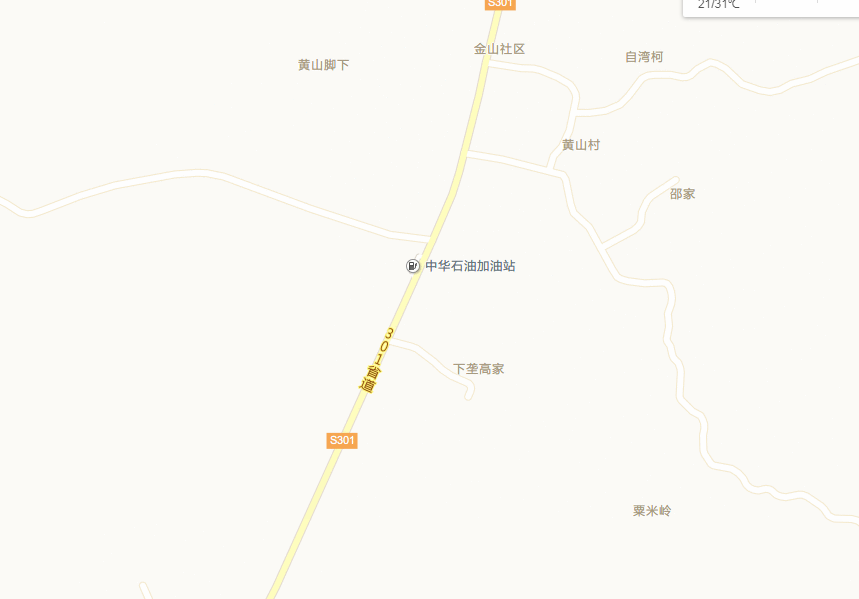 S301
21/31℃
金山社区
自湾柯
黄山脚下
黄山村
邵家
中华石油加油站
301省道
下垄高家
S301
粟米岭